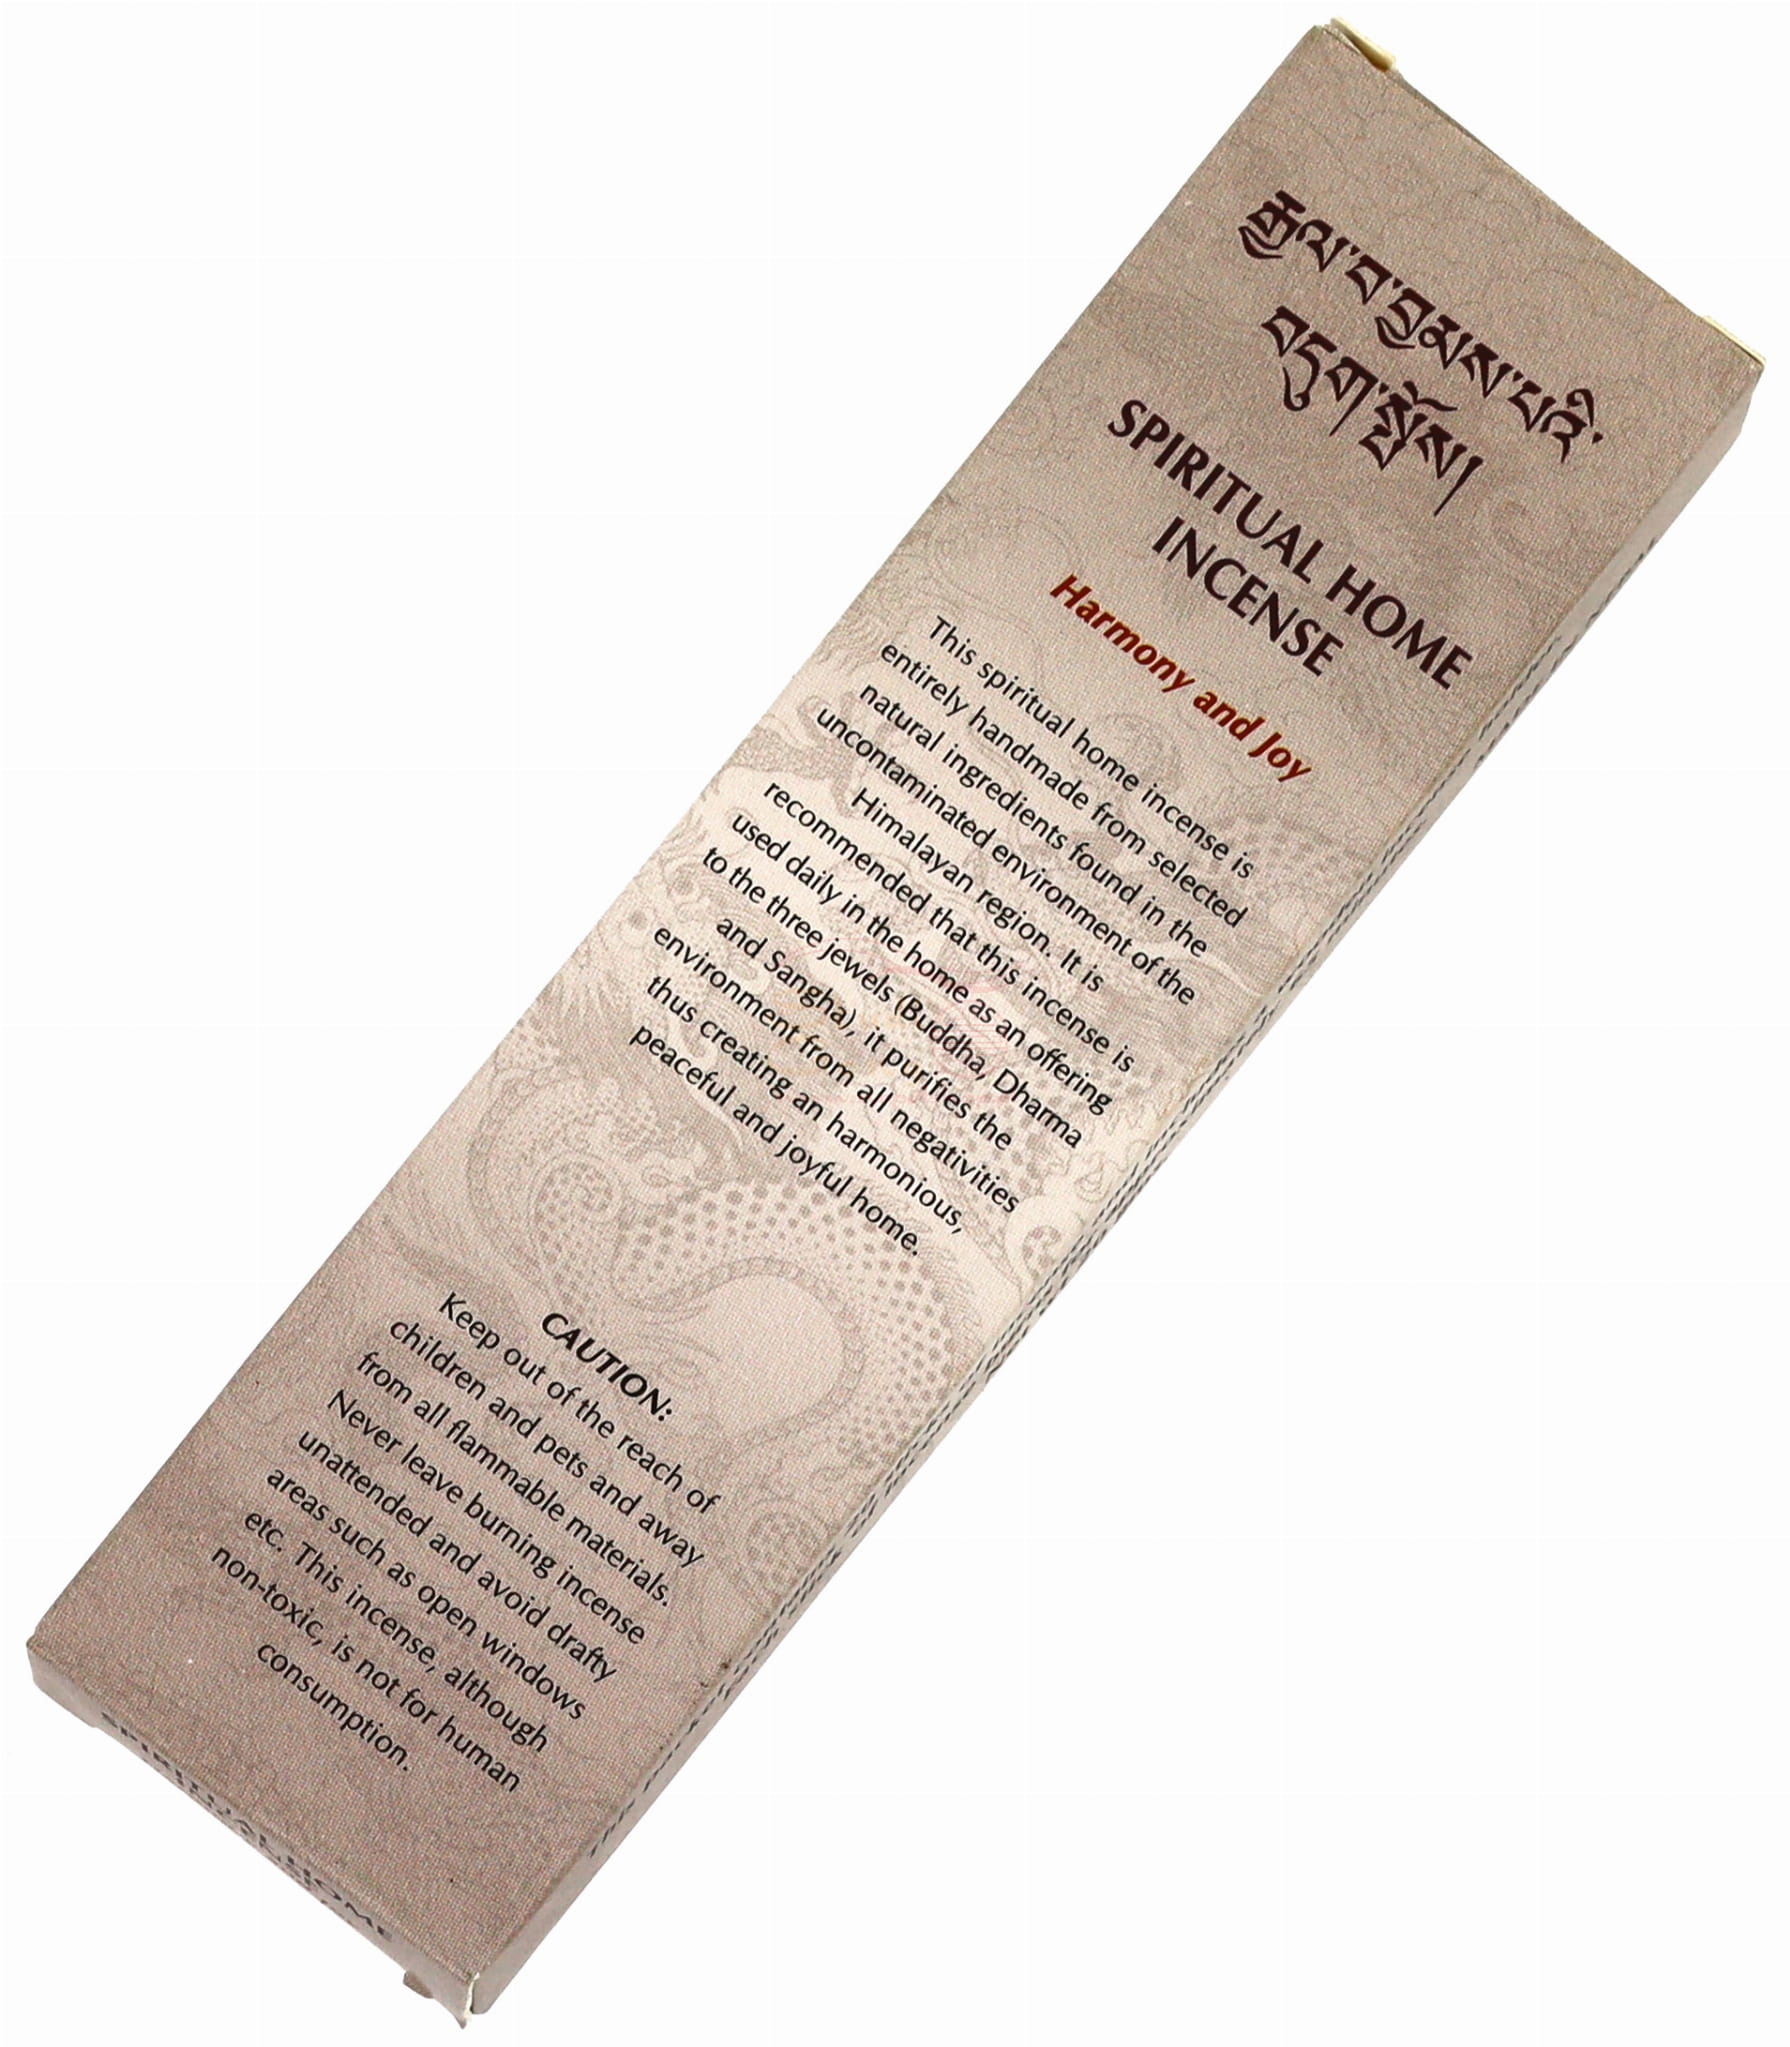 རྒྱལ་བ་བྱམས་པའི་
བདུག་སྤོས།
SPIRITUAL HOME
INCENSE
Harmony and Joy
This spiritual home incense is
entirely handmade from selected
natural ingredients found in the
uncontaminated environment of the
Himalayan region. It is
recommended that this incense is
used daily in the home as an offering
to the three jewels (Buddha, Dharma
and Sangha), it purifies the
environment from all negativities
thus creating an harmonious,
peaceful and joyful home.
CAUTION:
Keep out of the reach of
children and pets and away
from all flammable materials.
Never leave burning incense
unattended and avoid drafty
areas such as open windows
etc. This incense, although
non-toxic, is not for human
consumption.
SPIRITUAL HOME